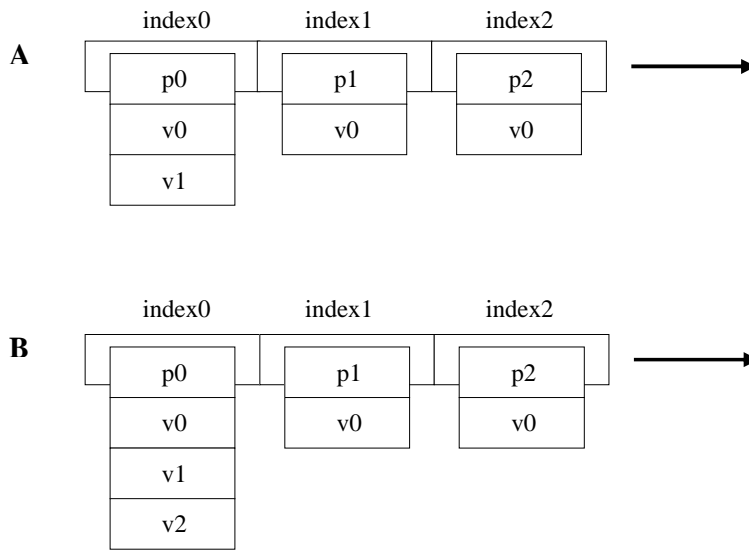 index0 index1 index2
A
p0 p1 p2
v0 v0 v0
v1
index0 index1 index2
B
p0 p1 p2
v0 v0 v0
v1
v2